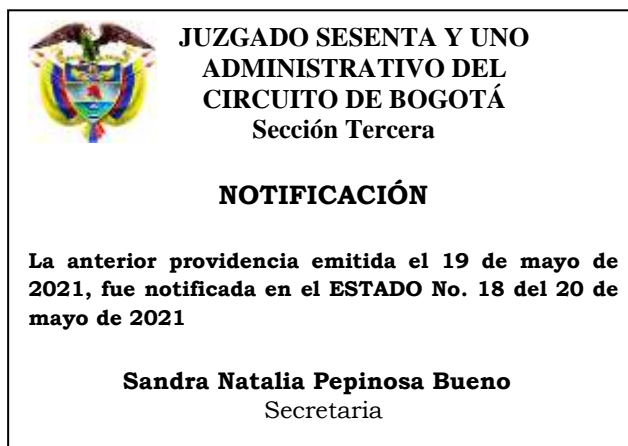 JUZGADO SESENTA Y UNO
ADMINISTRATIVO DEL
CIRCUITO DE BOGOTÁ
Sección Tercera
NOTIFICACIÓN
La anterior providencia emitida el 19 de mayo de
2021, fue notificada en el ESTADO No. 18 del 20 de
mayo de 2021
Sandra Natalia Pepinosa Bueno
Secretaria